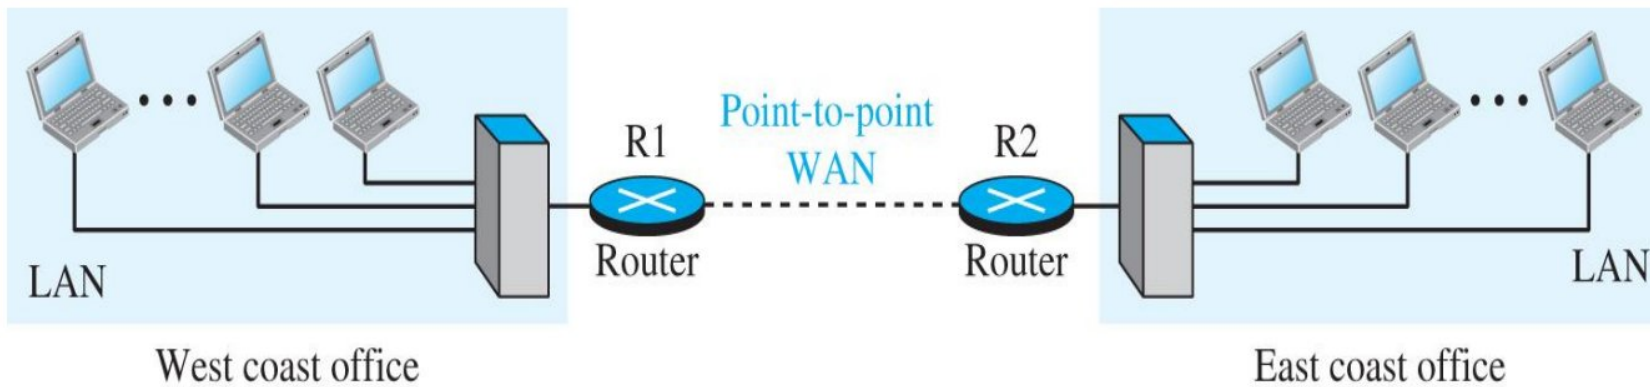 Point-to-point
WAN
R1
R2
Router
Router
LAN
LAN
West coast office
East coast office